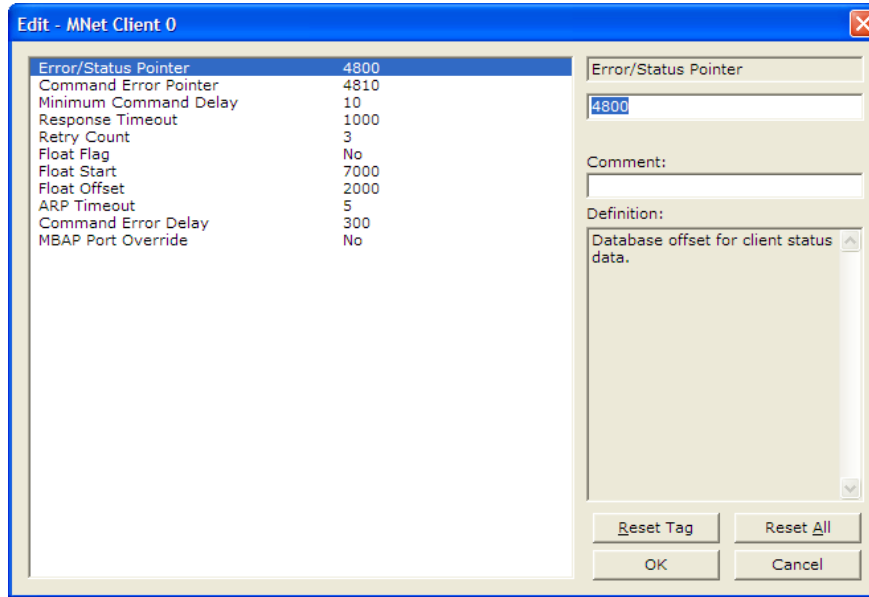 Edit - MNet Client 0
Error/Status Pointer 4800
Command Error Pointer 4810
Minimum Command Delay 10
Response Timeout 1000
Retry Count 3
Float Flag No
Float Start 7000
Float Offset 2000
ARP Timeout 5
Command Error Delay 300
MBAP Port Override No
Error/Status Pointer
4800
Comment:
Definition:
Database offset for client status
data.
Reset Tag Reset All
OK Cancel